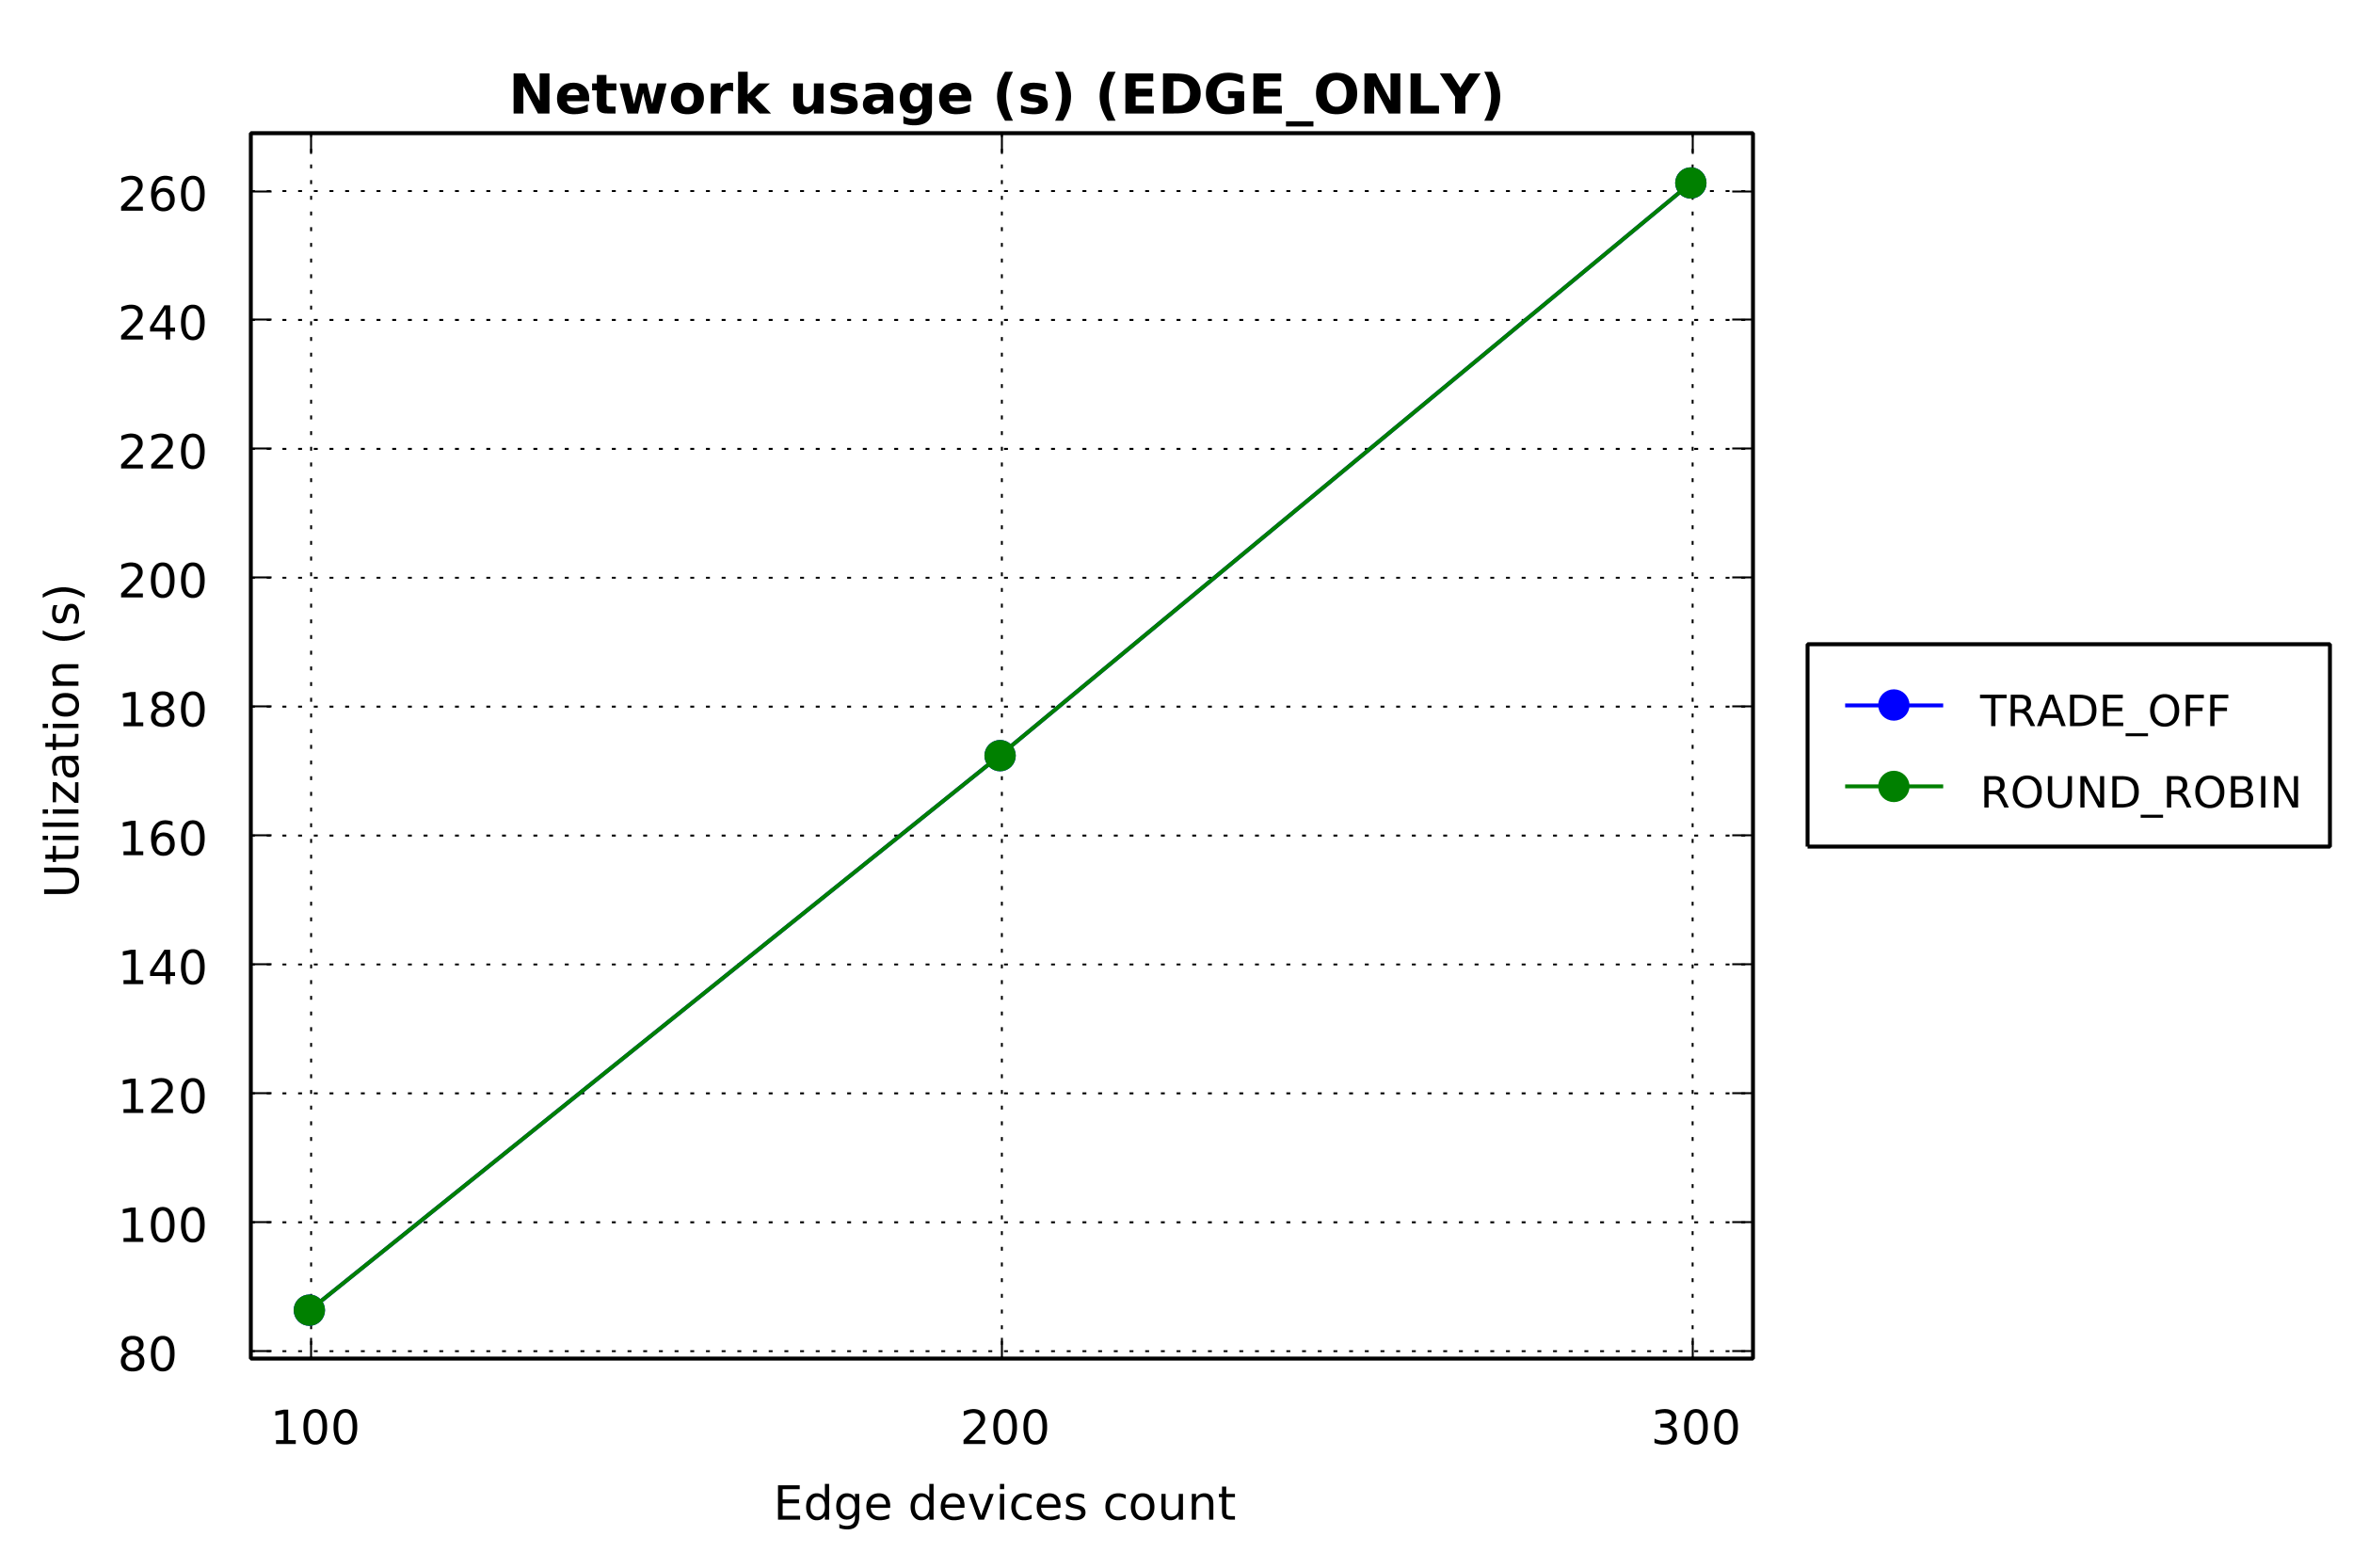 Network usage (s) (EDGE_ONLY)
260
240
220
200
180
160
140
120
100
80
Utilization (s)
100 200 300
Edge devices count
TRADE_OFF
ROUND_ROBIN